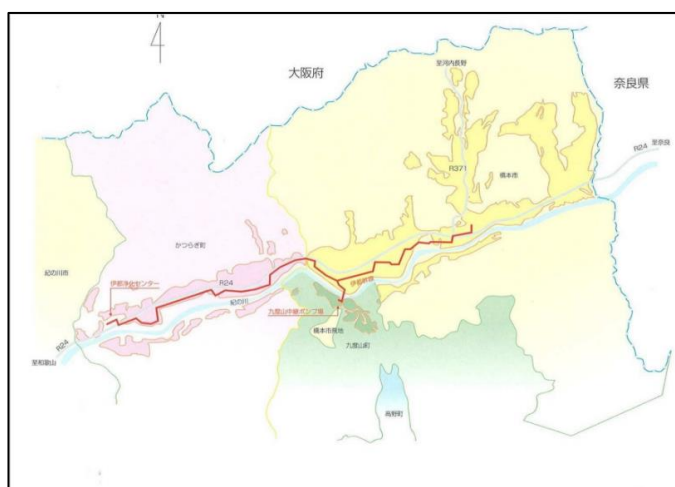 N
4
大阪府
奈良県
至河内長野
至奈良
R24
R371
橋本市
かつらぎ町
紀の川市
伊都浄化センター
R24
紀の川
伊都幹線
九度山中継ポンプ場
橋本市飛地
九度山町
R24
至和歌山
高野町